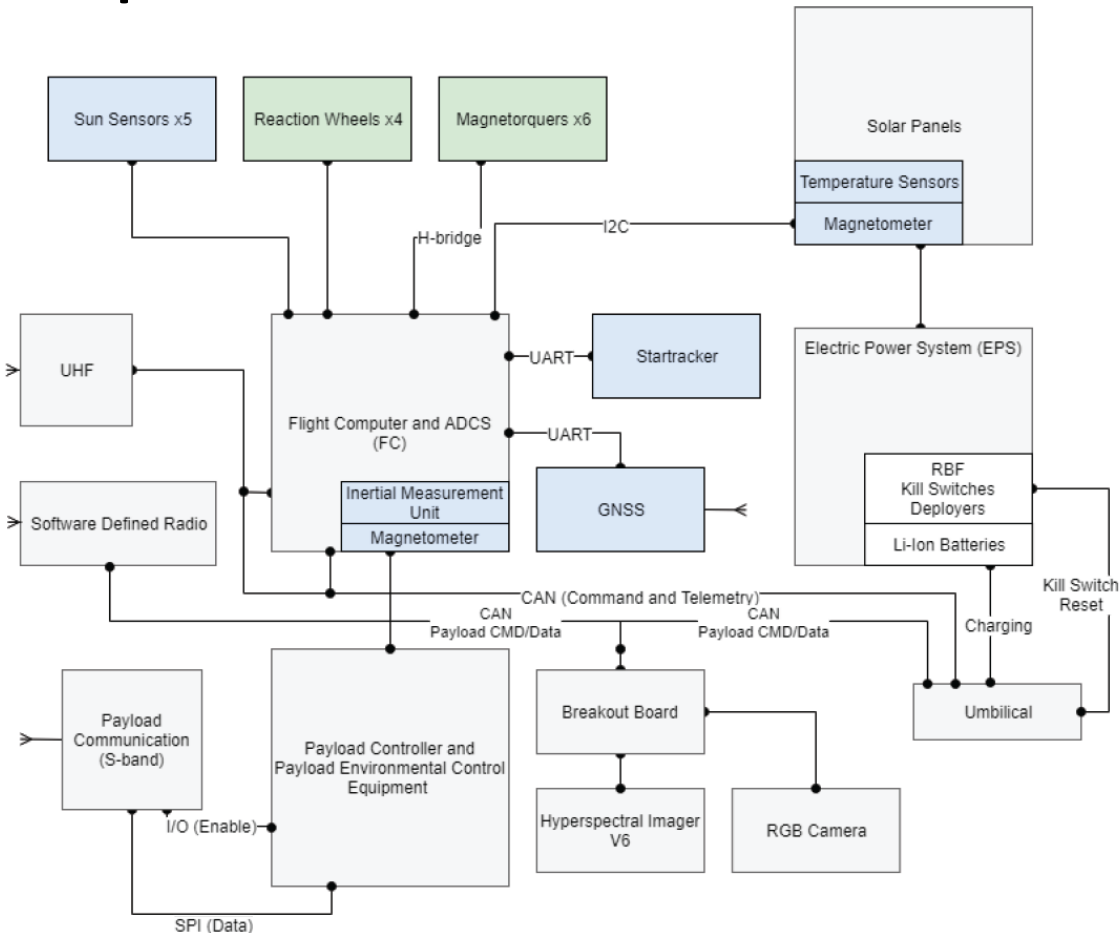 Sun Sensors x5
Reaction Wheels x4
Magnetorquers x6
Solar Panels
Temperature Sensors
Magnetometer
H-bridge
I2C
UHF
UART
Startracker
Electric Power System (EPS)
Flight Computer and ADCS
(FC)
UART
Inertial Measurement
Unit
Magnetometer
GNSS
RBF
Kill Switches
Deployers
Li-Ion Batteries
Software Defined Radio
Kill Switch
Reset
CAN (Command and Telemetry)
CAN
Payload CMD/Data
CAN
Payload CMD/Data
Charging
Payload
Communication
(S-band)
Payload Controller and
Payload Environmental Control
Equipment
Breakout Board
Umbilical
I/O (Enable)
Hyperspectral Imager
V6
RGB Camera
SPI (Data)